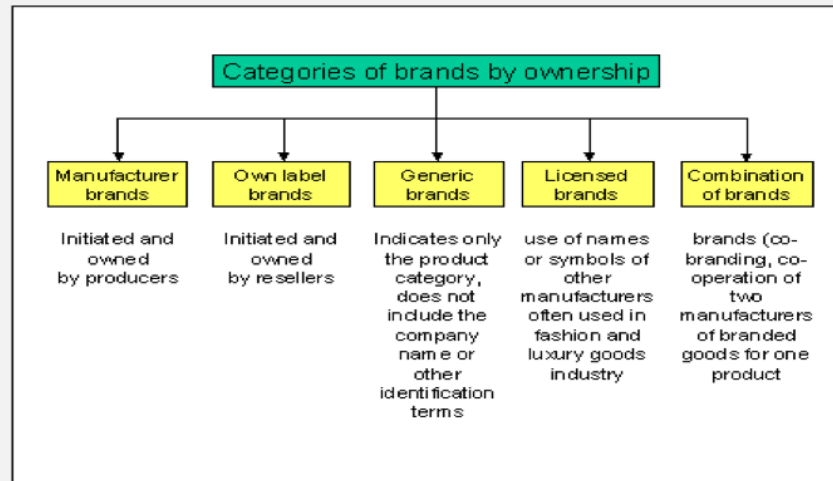 Categories of brands by ownership
Manufacturer
brands
Own label
brands
Generic
brands
Licensed
brands
Combination
of brands
Initiated and
owned
by producers
Initiated and
owned
by resellers
Indicates only
the product
category,
does not
include the
company
name or
other
identification
terms
use of names
or symbols of
other
manufacturers
often used in
fashion and
luxury goods
industry
brands (co-
branding, co-
operation of
two
manufacturers
of branded
goods for one
product